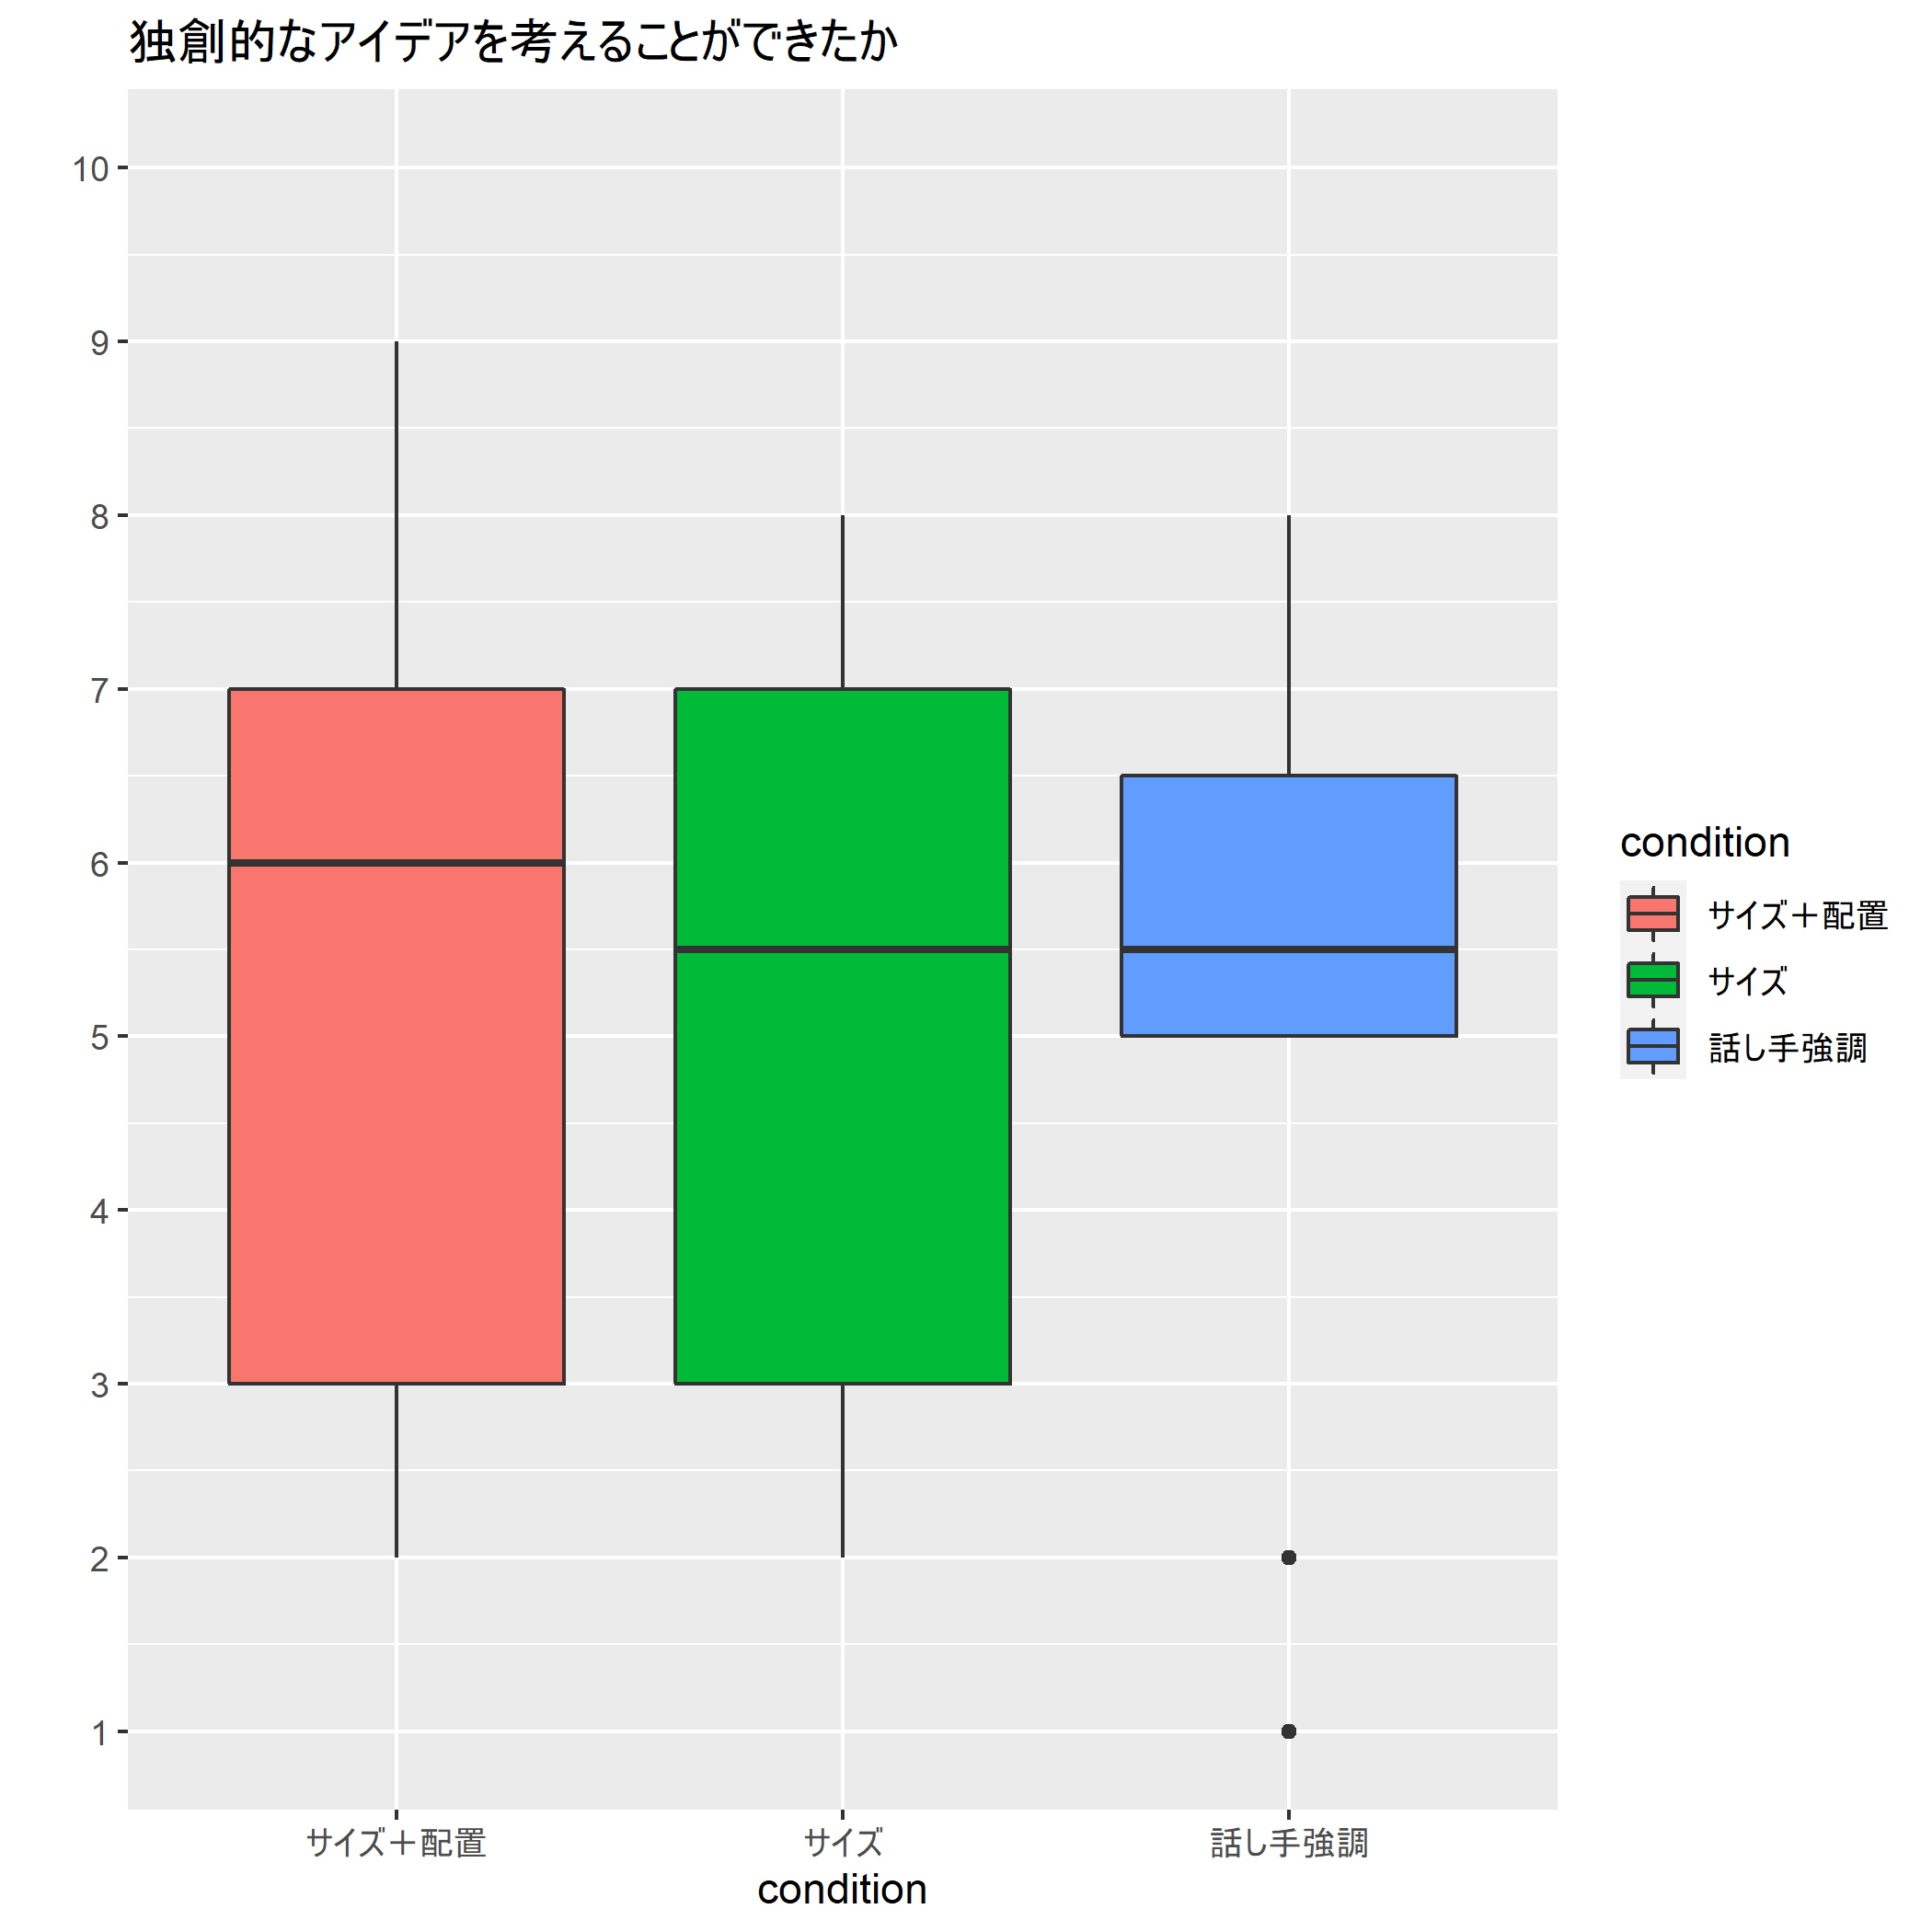 独創的なアイデアを考えることができたか
10
9
8
7
6
5
4
3
2
1
サイズ＋配置
サイズ
話し手強調
condition
condition
サイズ＋配置
サイズ
話し手強調